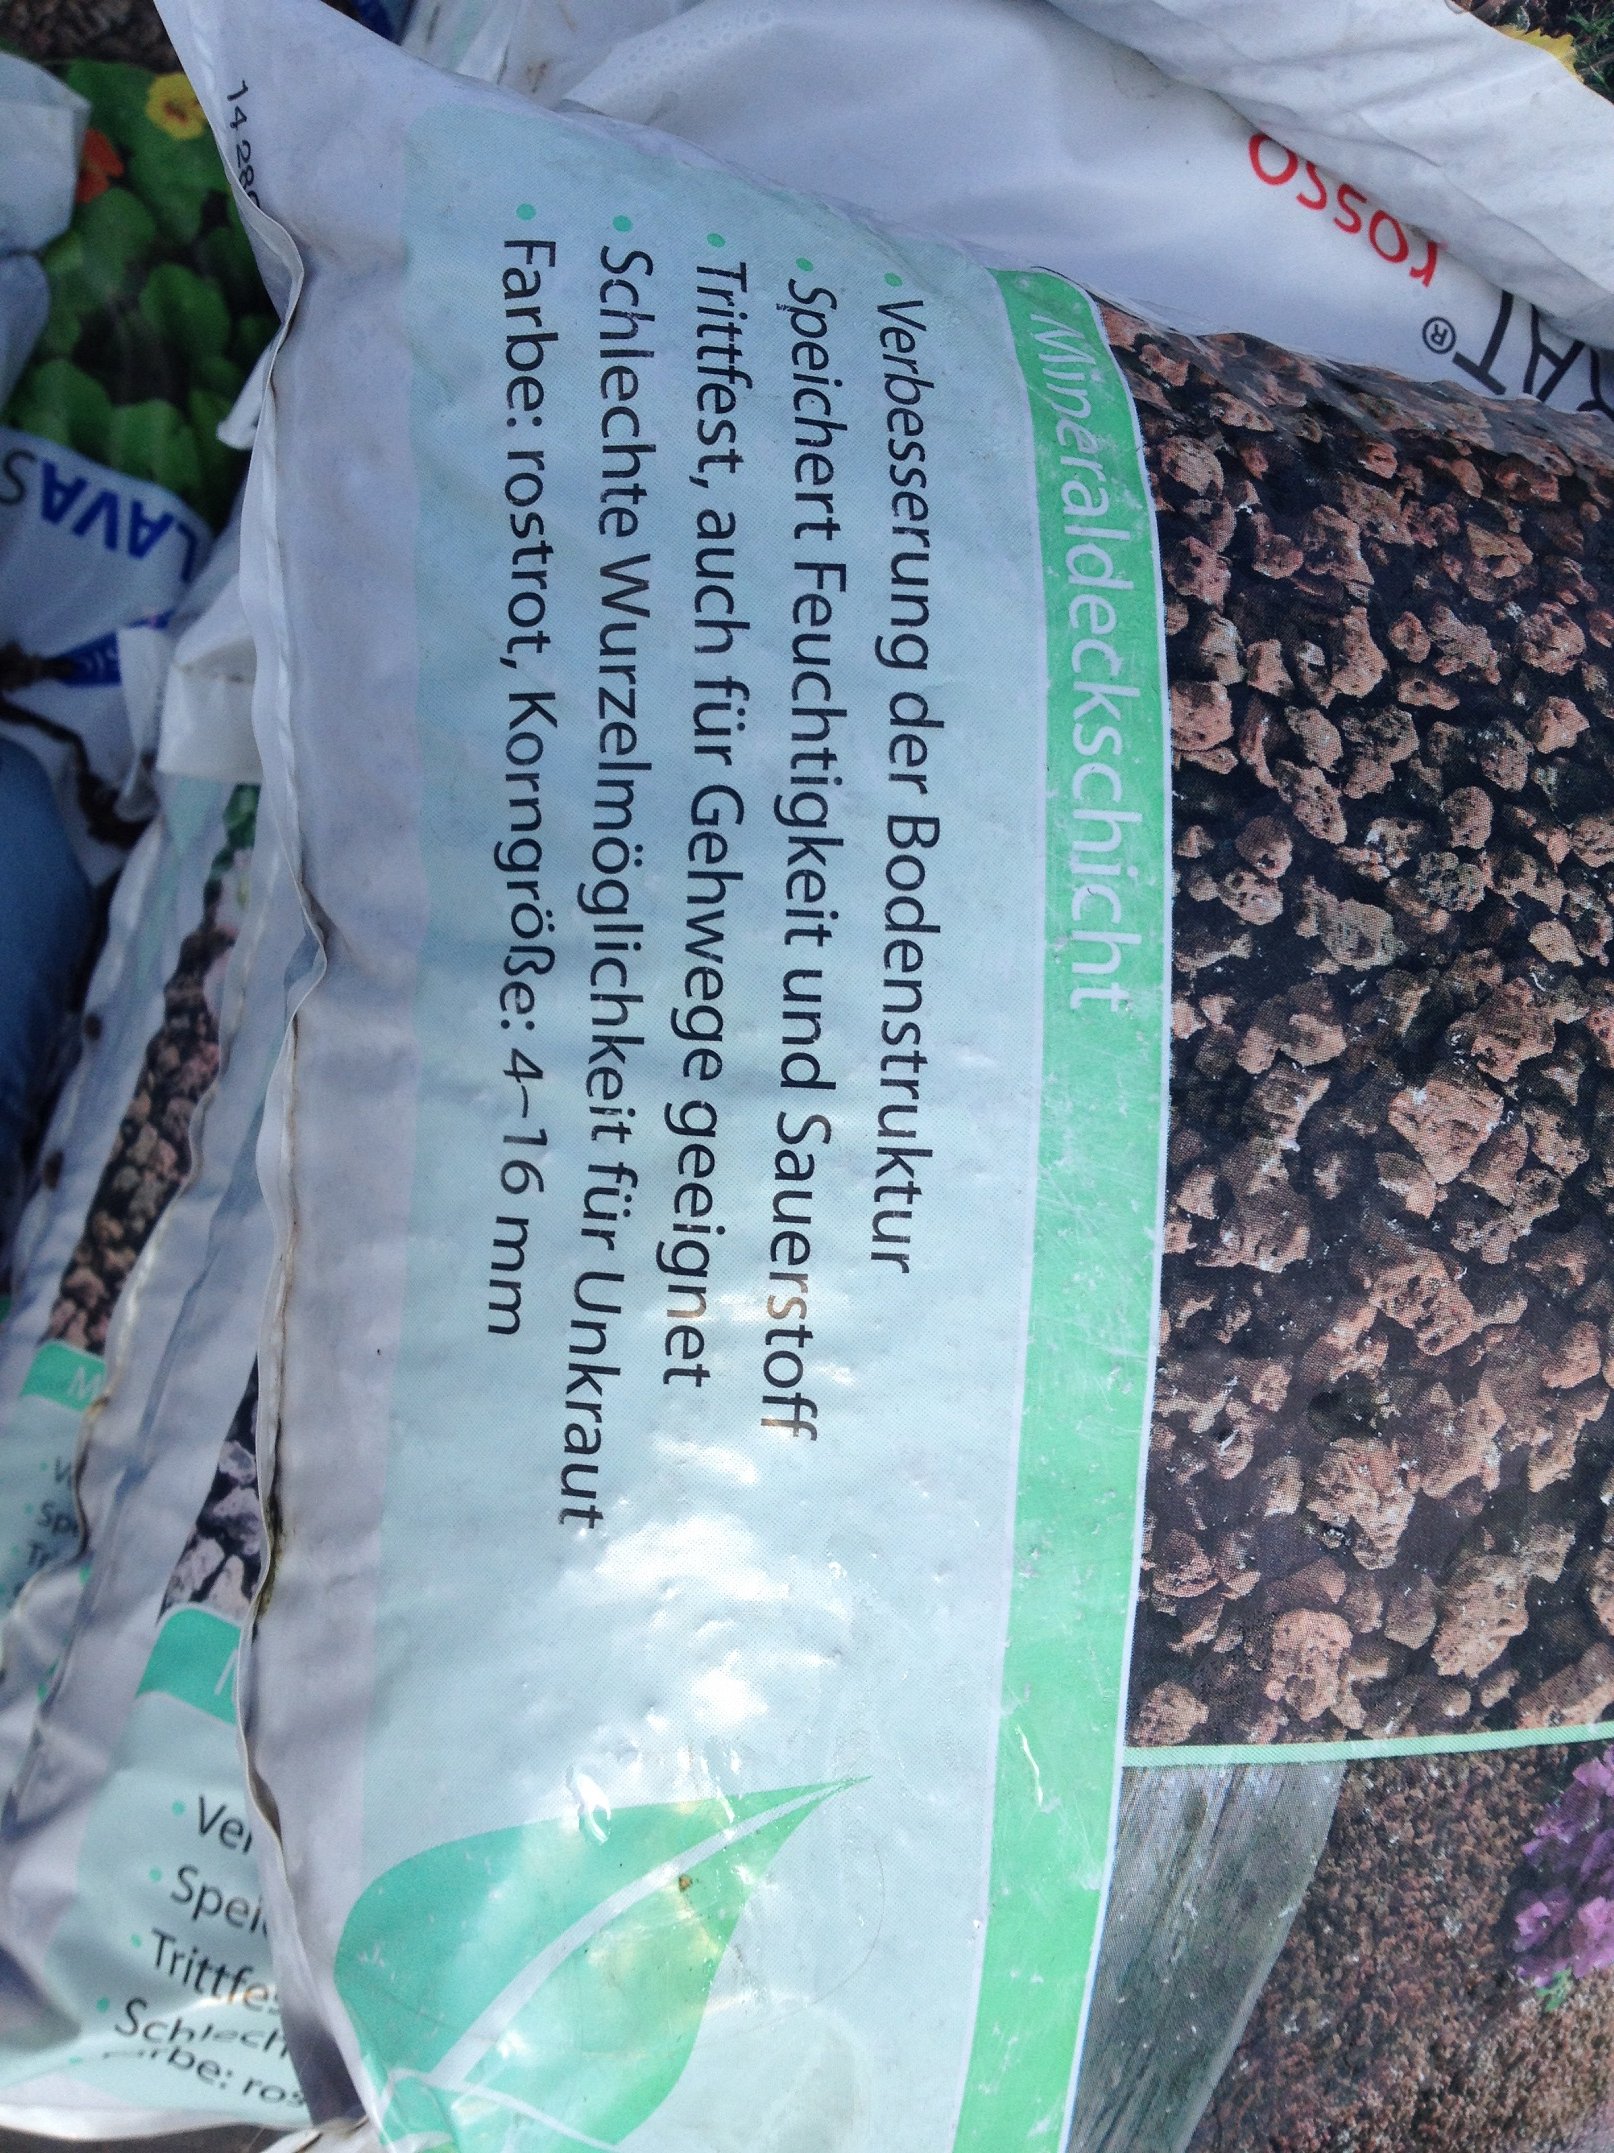 Mineraldeckschicht
• Verbesserung der Bodenstruktur
• Speichert Feuchtigkeit und Sauerstoff
• Trittfest, auch für Gehwege geeignet
• Schlechte Wurzelmöglichkeit für Unkraut
• Farbe: rostrot, Korngröße: 4–16 mm
rosso
®
LAVAS